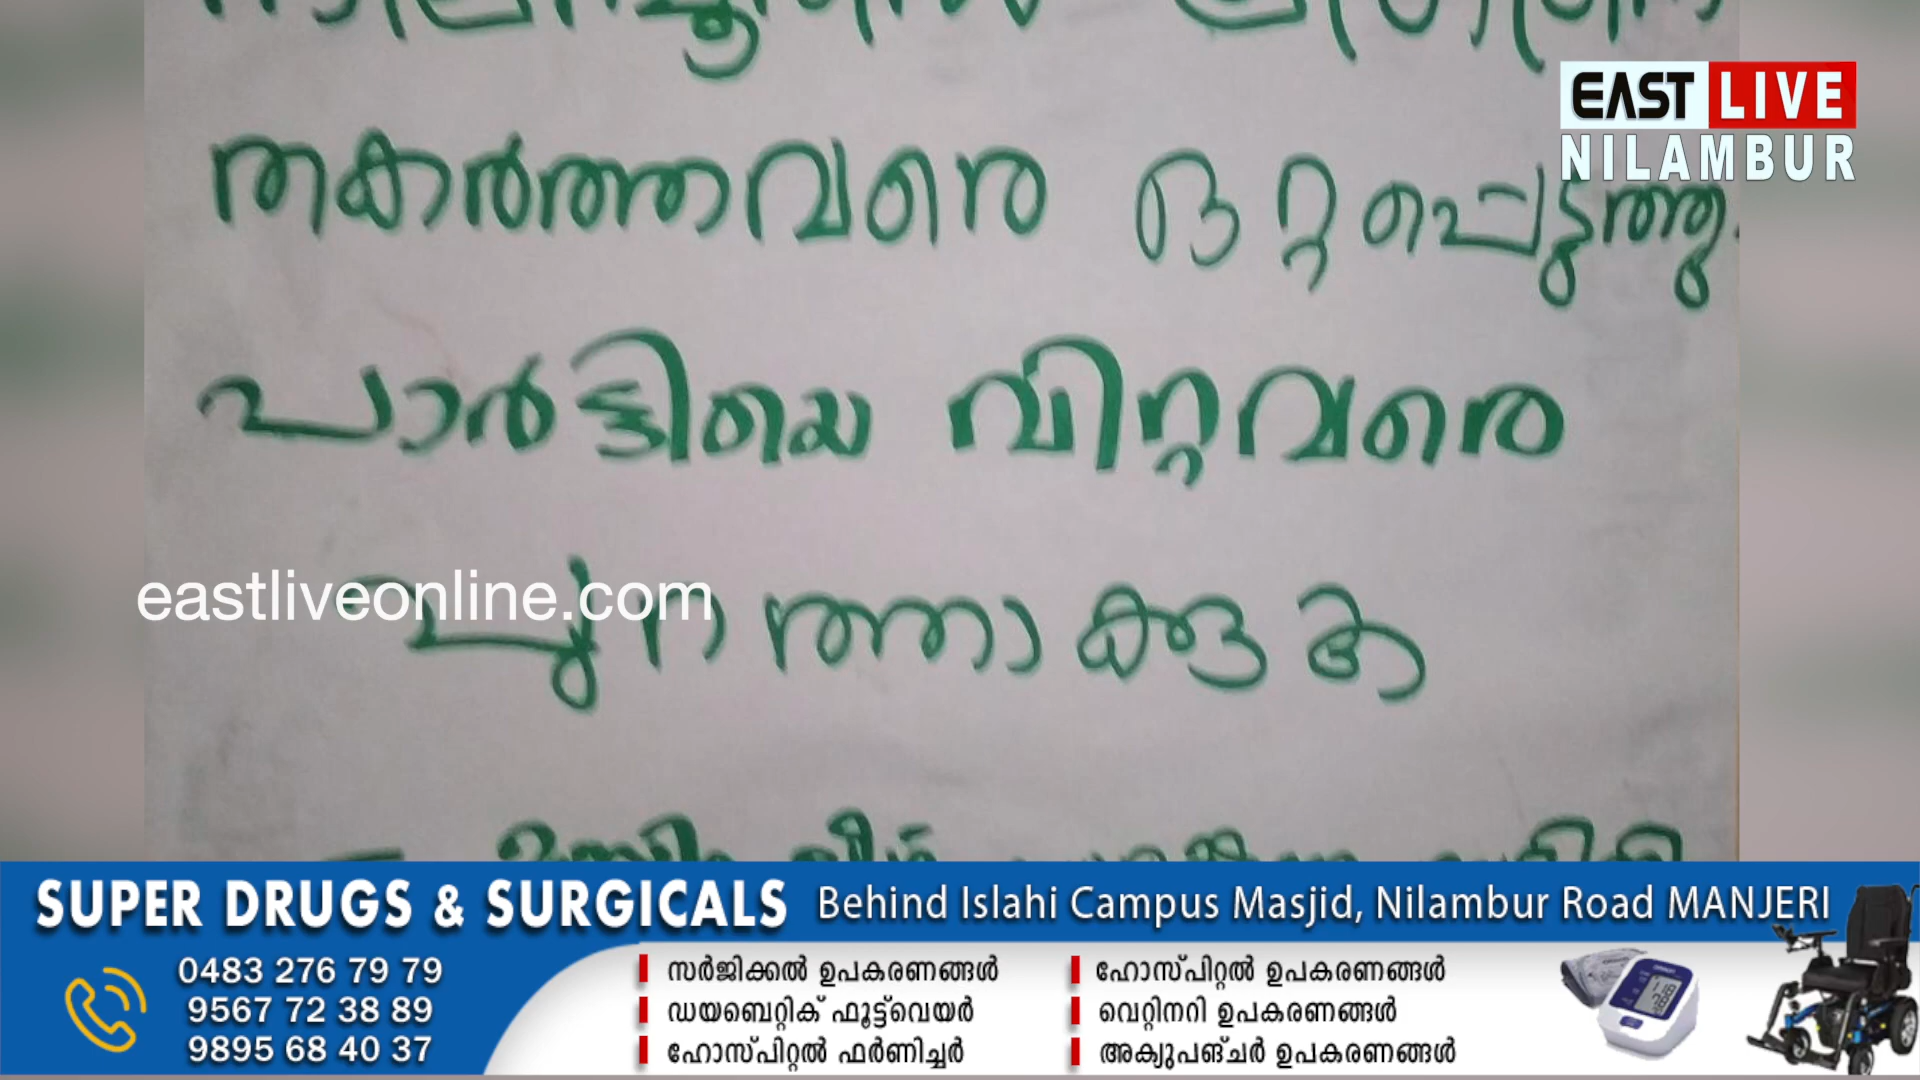 EAST LIVE
NILAMBUR
തകർത്തവരെ ഒറ്റപ്പെടുത്തു
പാർട്ടിയെ വിറ്റവരെ
പുറത്താക്കുക
eastliveonline.com
SUPER DRUGS & SURGICALS Behind Islahi Campus Masjid, Nilambur Road MANJERI
0483 276 79 79
9567 72 38 89
9895 68 40 37
സർജിക്കൽ ഉപകരണങ്ങൾ
ഡയബെറ്റിക് ഫൂട്ട്‌വെയർ
ഹോസ്പിറ്റൽ ഫർണിച്ചർ
ഹോസ്പിറ്റൽ ഉപകരണങ്ങൾ
വെറ്റിനറി ഉപകരണങ്ങൾ
അക്യുപങ്ചർ ഉപകരണങ്ങൾ